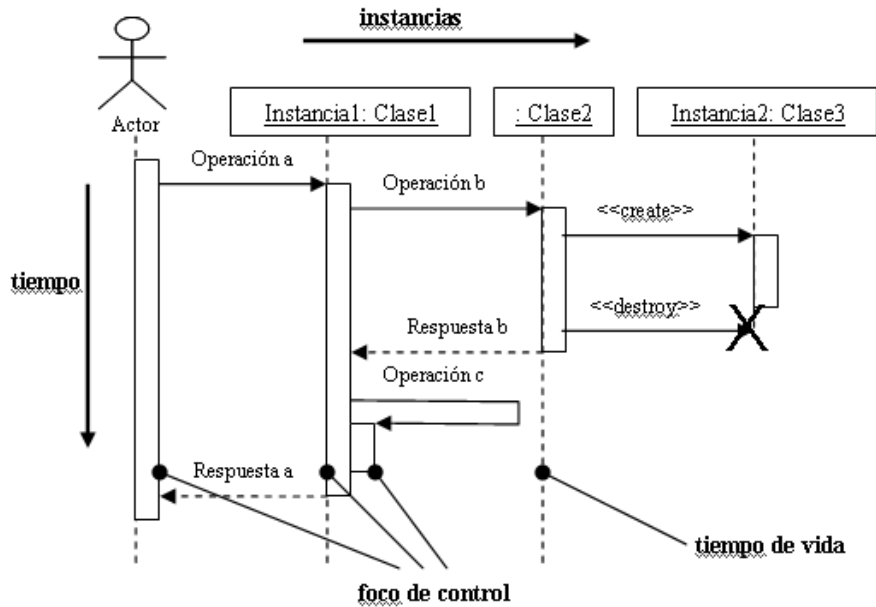 instancias
Actor
Instancia1: Clase1
: Clase2
Instancia2: Clase3
Operación a
Operación b
<<create>>
tiempo
<<destroy>>
Respuesta b
Operación c
Respuesta a
tiempo de vida
foco de control